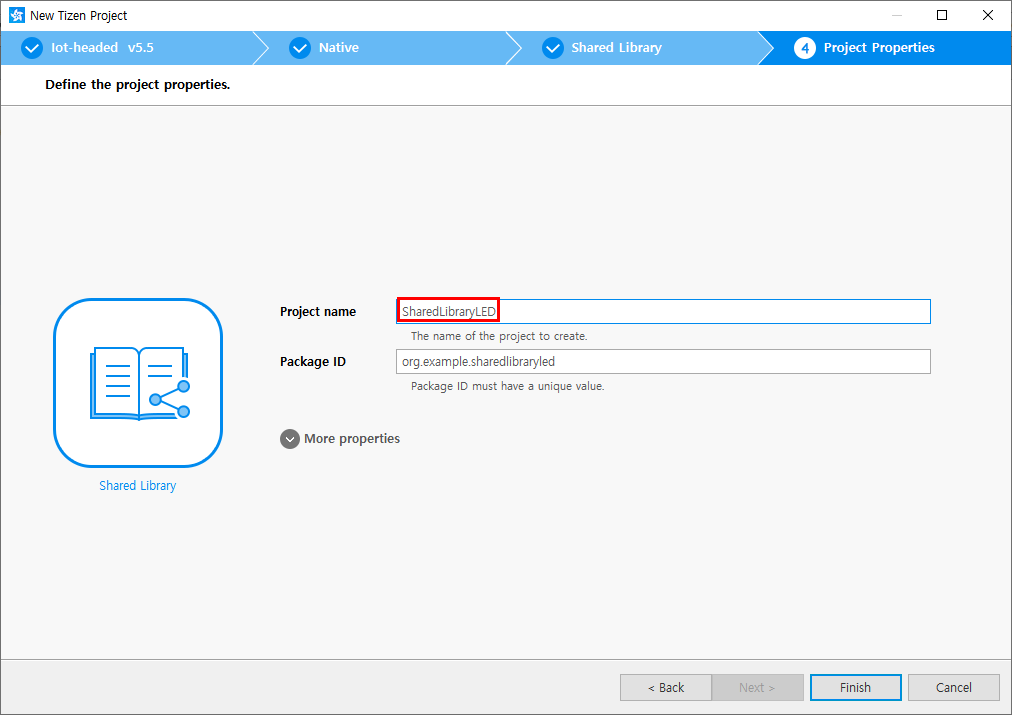 New Tizen Project
Iot-headed v5.5
Native
Shared Library
4 Project Properties
Define the project properties.
Project name
SharedLibraryLED
The name of the project to create.
Package ID
org.example.sharedlibraryled
Package ID must have a unique value.
More properties
Shared Library
< Back
Next >
Finish
Cancel